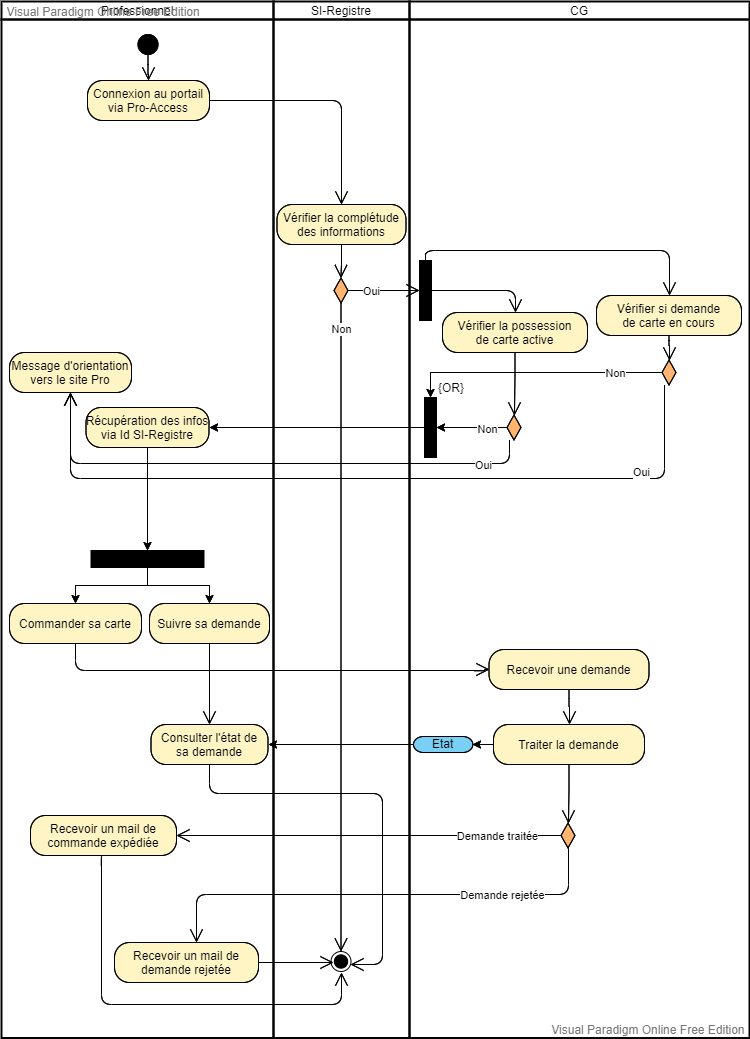 Visual Paradigm Online Free Edition
Professionnel
SI-Registre
CG
Connexion au portail
via Pro-Access
Vérifier la complétude
des informations
Oui
Non
Vérifier la possession
de carte active
Vérifier si demande
de carte en cours
Non
{OR}
Message d'orientation
vers le site Pro
Récupération des infos
via Id SI-Registre
Non
Oui
Oui
Commander sa carte
Suivre sa demande
Recevoir une demande
Consulter l'état de
sa demande
Etat
Traiter la demande
Recevoir un mail de
commande expédiée
Demande traitée
Demande rejetée
Recevoir un mail de
demande rejetée
Visual Paradigm Online Free Edition